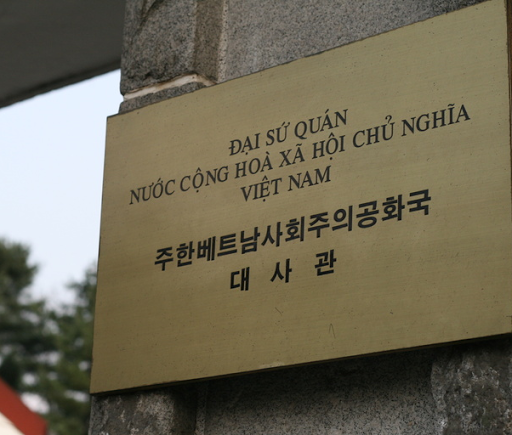 ĐẠI SỨ QUÁN
NƯỚC CỘNG HOÀ XÃ HỘI CHỦ NGHĨA
VIỆT NAM
주한베트남사회주의공화국
대 사 관